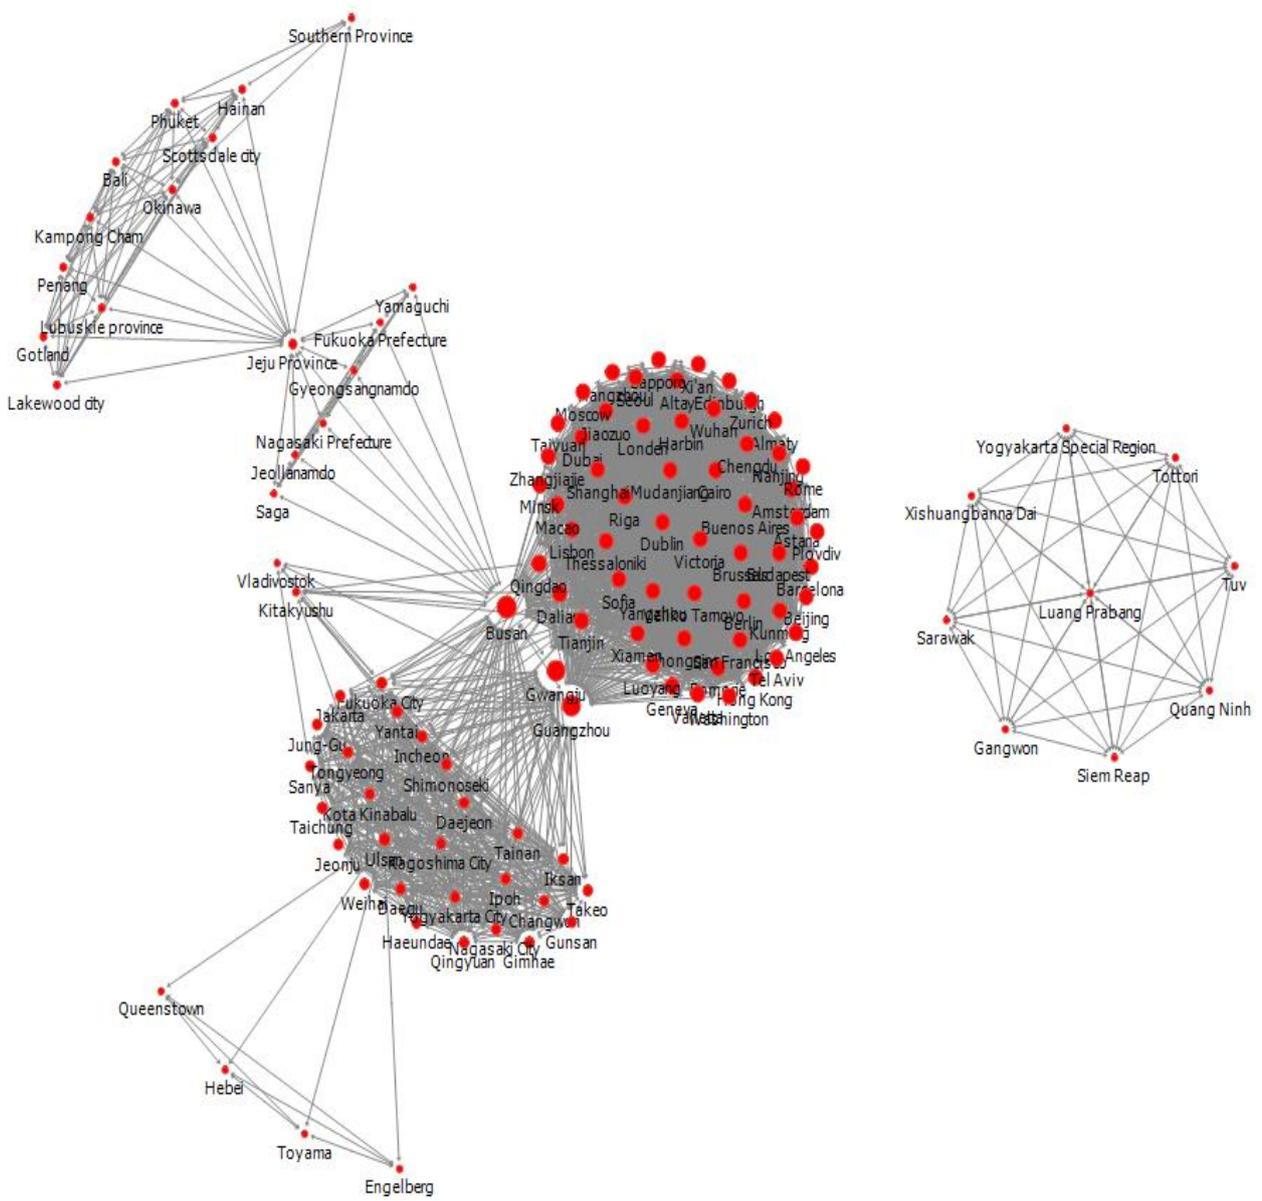 Southern Province
Hainan
Phuket
Scottsdale city
Bali
Okinawa
Kampong Cham
Penang
Lubuskie province
Gotland
Jeju Province
Lakewood city
Yamaguchi
Fukuoka Prefecture
Gyeongsangnamdo
Nagasaki Prefecture
Jeollanamdo
Saga
Vladivostok
Kitakyushu
Busan
Gwangju
Guangzhou
Sapporo
Xi'an
Seoul
Altay
Edinburgh
Moscow
Jiaozuo
Wuhan
Zurich
Taiyuan
London
Harbin
Almaty
Dubai
Chengdu
Nanjing
Zhangjiajie
Shanghai
Mudanjiang
Cairo
Rome
Minsk
Riga
Amsterdam
Macao
Buenos Aires
Astana
Lisbon
Dublin
Plovdiv
Thessaloniki
Victoria
Brussels
Budapest
Qingdao
Barcelona
Sofia
Yangzhou
Tamoyo
Dalian
Berlin
Beijing
Tianjin
Kunming
Xiamen
San Francisco
Los Angeles
Luoyang
Tel Aviv
Geneva
Hong Kong
Washington
Fukuoka City
Jakarta
Yantai
Jung-Gu
Incheon
Tongyeong
Shimonoseki
Sanya
Kota Kinabalu
Daejeon
Taichung
Tainan
Jeonju
Ulsan
Kagoshima City
Iksan
Ipoh
Weihai
Daegu
Yogyakarta City
Changwon
Takeo
Haeundae
Nagasaki City
Gunsan
Qingyuan
Gimhae
Queenstown
Hebei
Toyama
Engelberg
Yogyakarta Special Region
Tottori
Xishuangbanna Dai
Tuv
Luang Prabang
Sarawak
Quang Ninh
Gangwon
Siem Reap